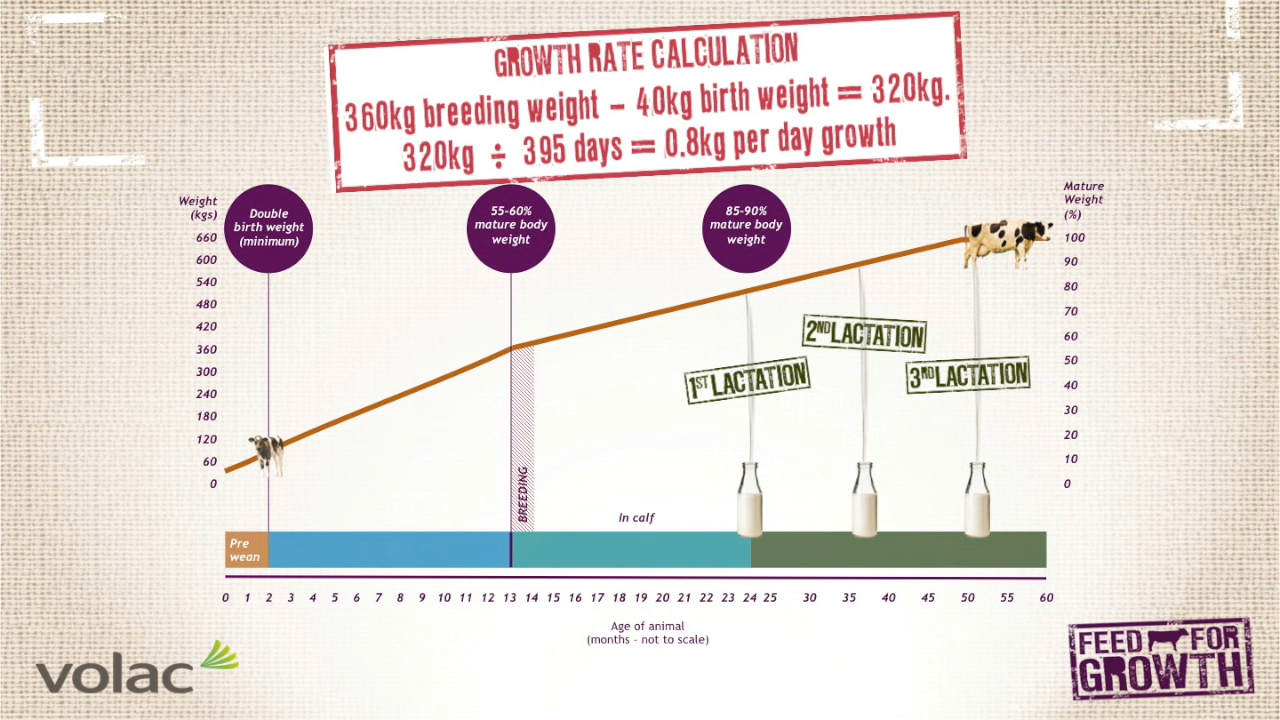 GROWTH RATE CALCULATION
360kg breeding weight – 40kg birth weight = 320kg.
320kg ÷ 395 days = 0.8kg per day growth
Weight
(kgs)
660
600
540
480
420
360
300
240
180
120
60
0
Double
birth weight
(minimum)
55-60%
mature body
weight
85-90%
mature body
weight
Mature
Weight
(%)
100
90
80
70
60
50
40
30
20
10
0
1ST LACTATION
2ND LACTATION
3RD LACTATION
BREEDING
In calf
Pre
wean
0 1 2 3 4 5 6 7 8 9 10 11 12 13 14 15 16 17 18 19 20 21 22 23 24 25 30 35 40 45 50 55 60
Age of animal
(months - not to scale)
volac
FEED FOR
GROWTH